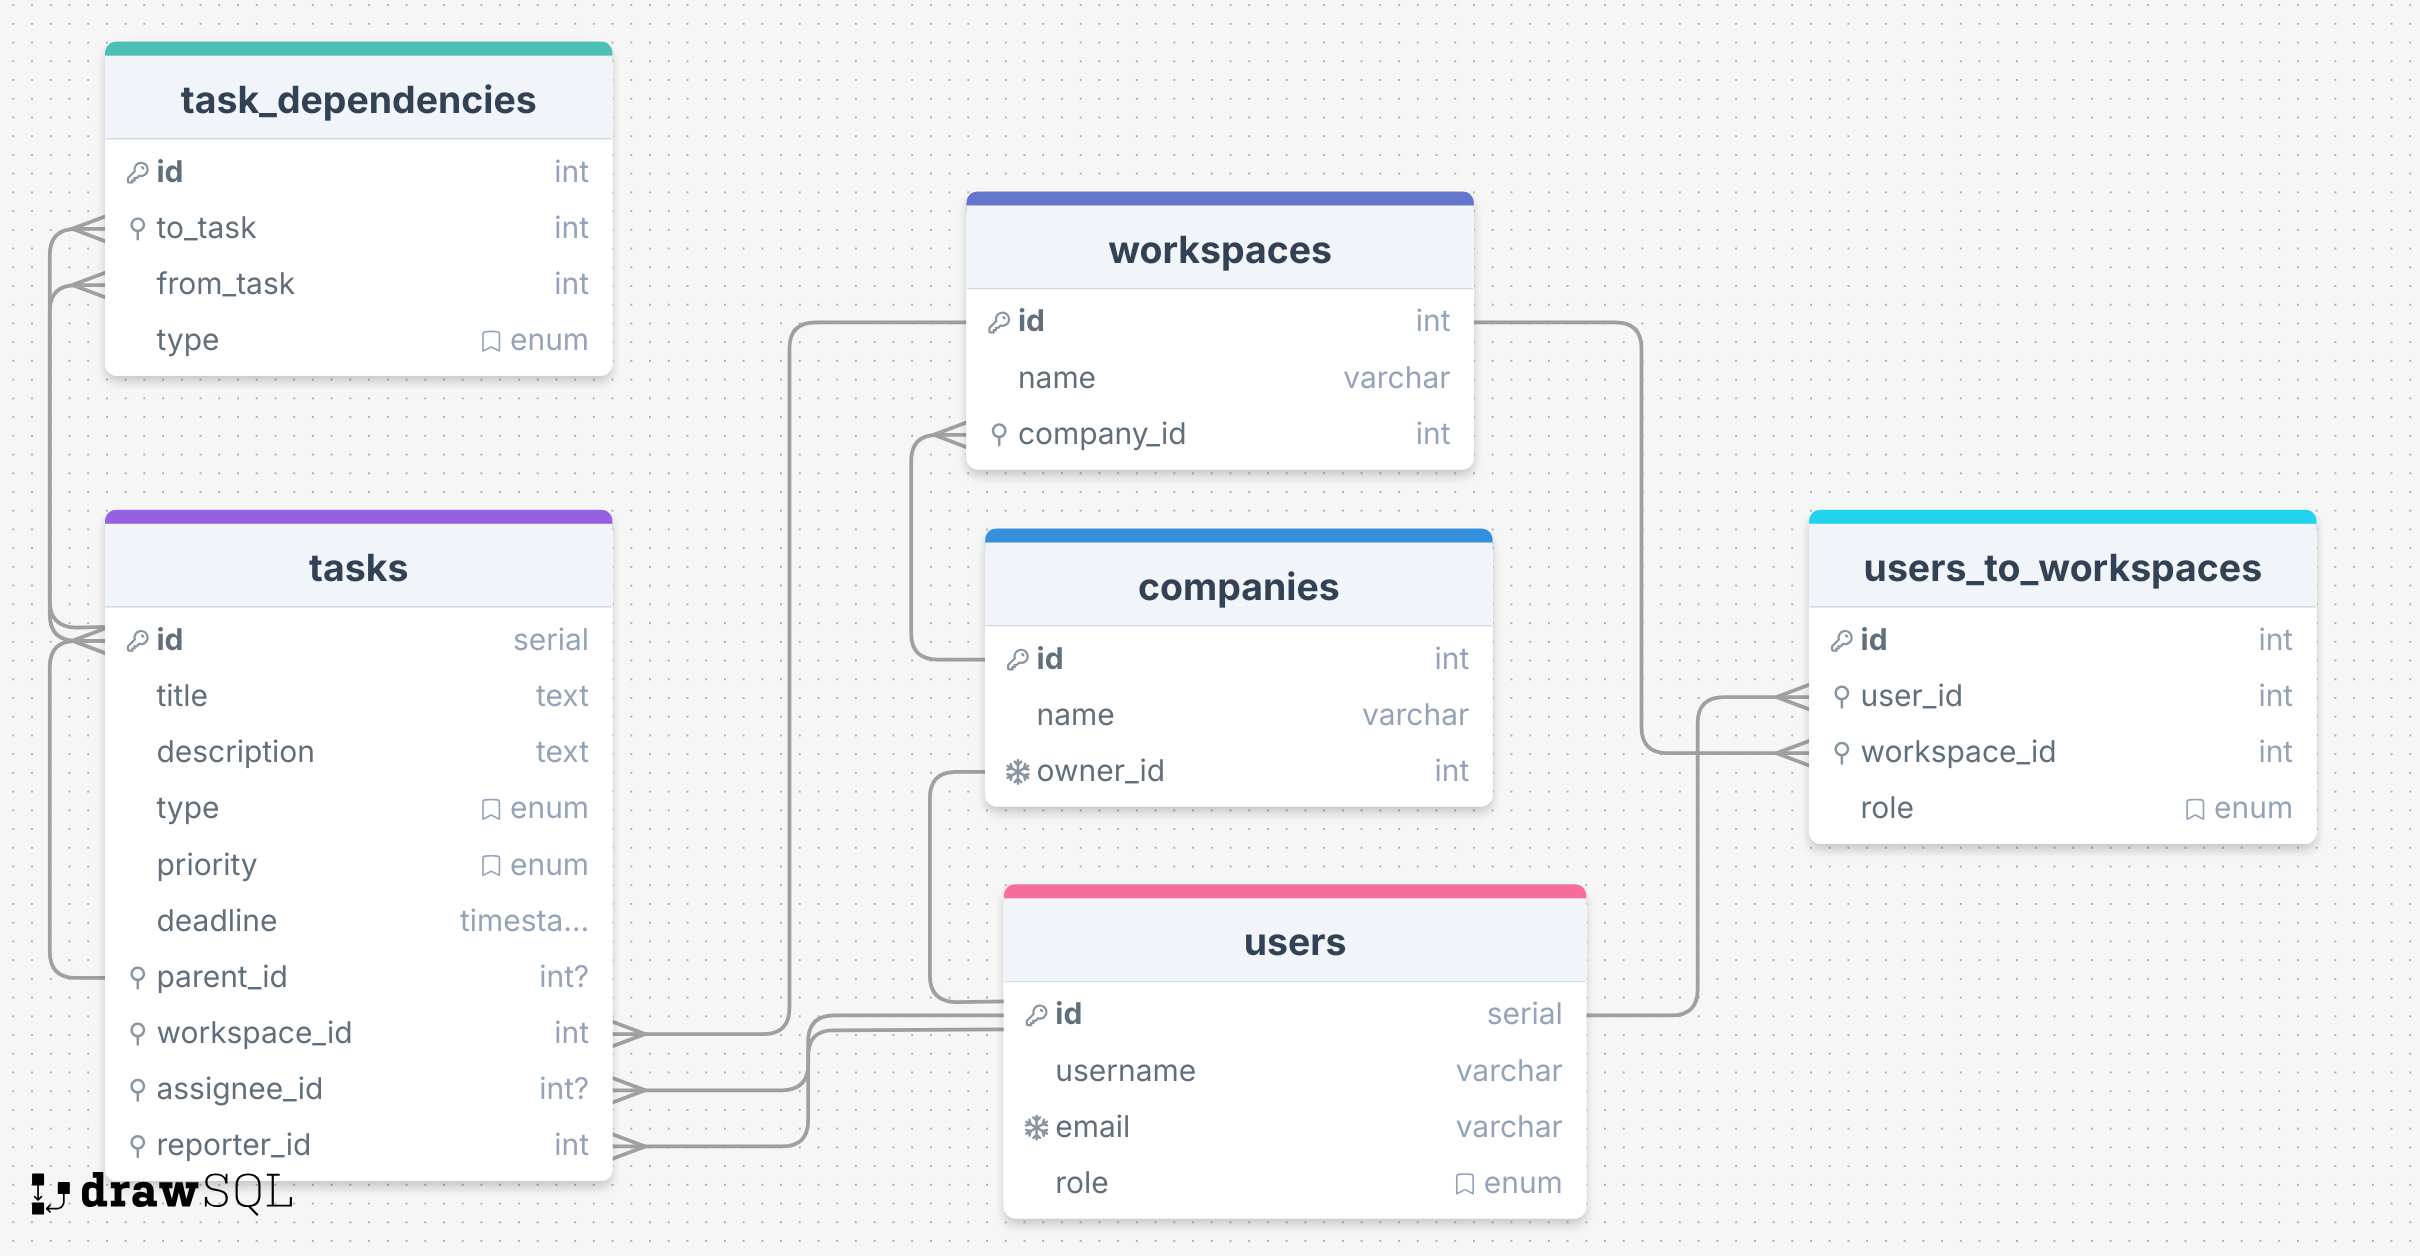 task_dependencies
id int
to_task int
from_task int
type enum
tasks
id serial
title text
description text
type enum
priority enum
deadline timesta...
parent_id int?
workspace_id int
assignee_id int?
reporter_id int
workspaces
id int
name varchar
company_id int
companies
id int
name varchar
owner_id int
users
id serial
username varchar
email varchar
role enum
users_to_workspaces
id int
user_id int
workspace_id int
role enum
drawSQL